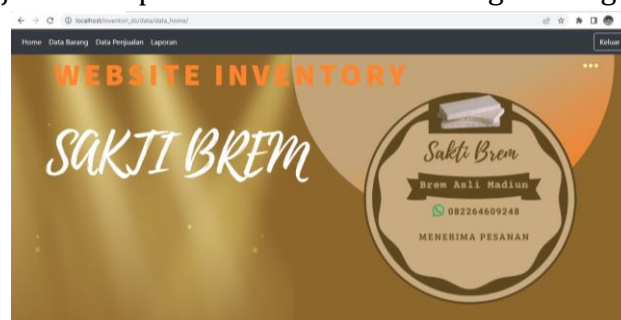 localhost/inventori_sb/data/data_home/
Home Data Barang Data Penjualan Laporan Keluar
WEBSITE INVENTORY
SAKTI BREM
Sakti Brem
Brem Asli Madiun
082264609248
MENERIMA PESANAN